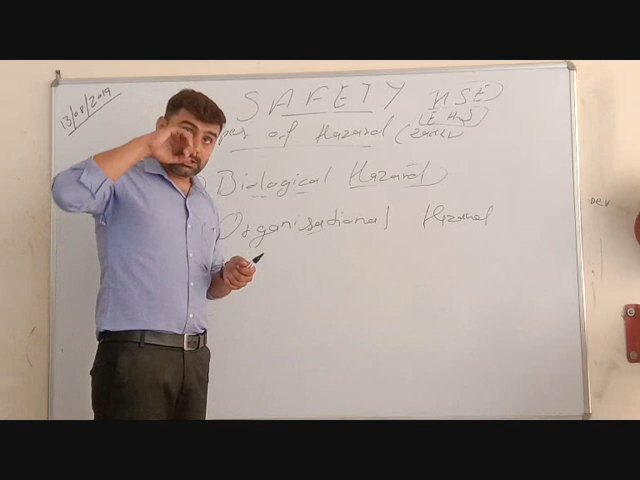 13/08/2019
SAFETY
HSE
(EHS)
pes of Hazard (
Biological Hazard
Organisational Hazard